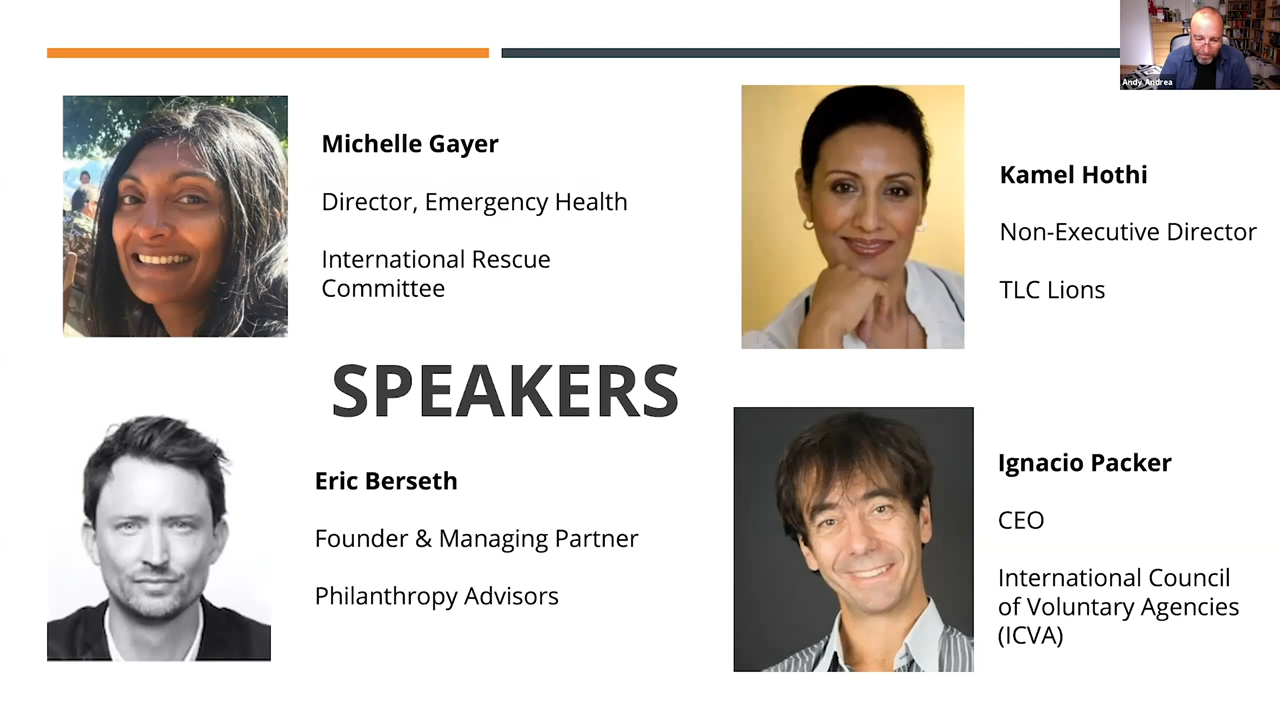 Andy Andrea
Michelle Gayer
Director, Emergency Health
International Rescue
Committee
Kamel Hothi
Non-Executive Director
TLC Lions
SPEAKERS
Eric Berseth
Founder & Managing Partner
Philanthropy Advisors
Ignacio Packer
CEO
International Council
of Voluntary Agencies
(ICVA)